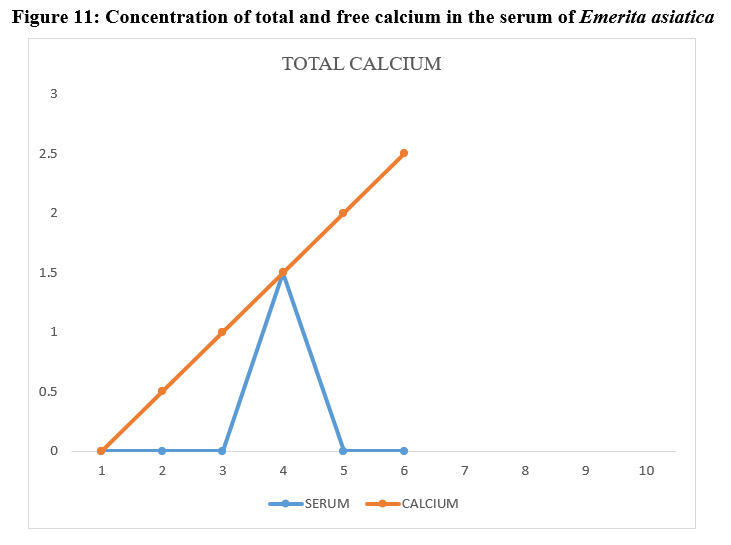 Figure 11: Concentration of total and free calcium in the serum of Emerita asiatica
TOTAL CALCIUM
3
2.5
2
1.5
1
0.5
0
1 2 3 4 5 6 7 8 9 10
SERUM CALCIUM